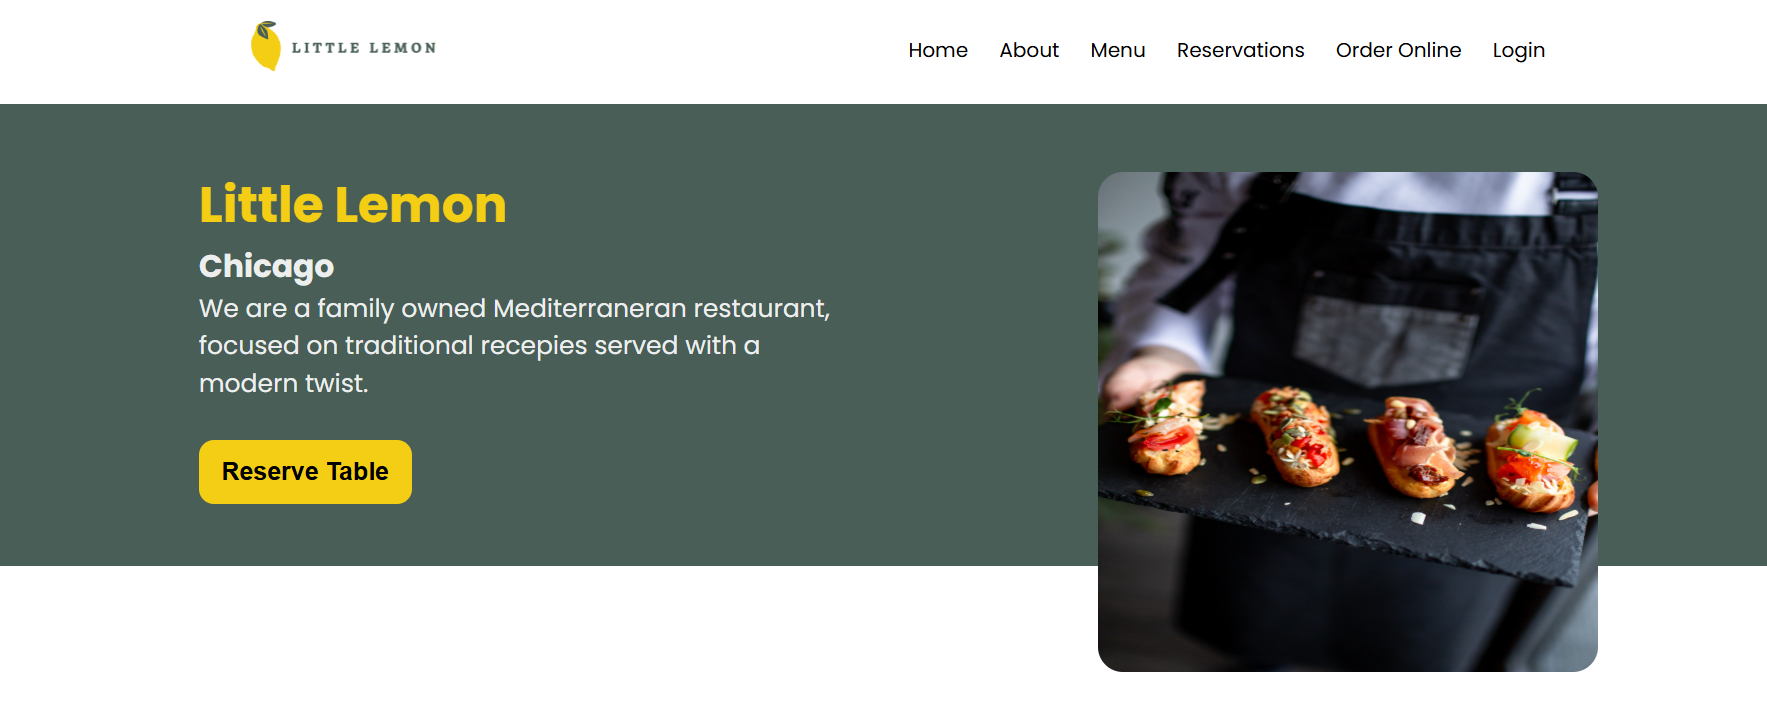 LITTLE LEMON
Home About Menu Reservations Order Online Login
Little Lemon
Chicago
We are a family owned Mediterraneran restaurant,
focused on traditional recepies served with a
modern twist.
Reserve Table